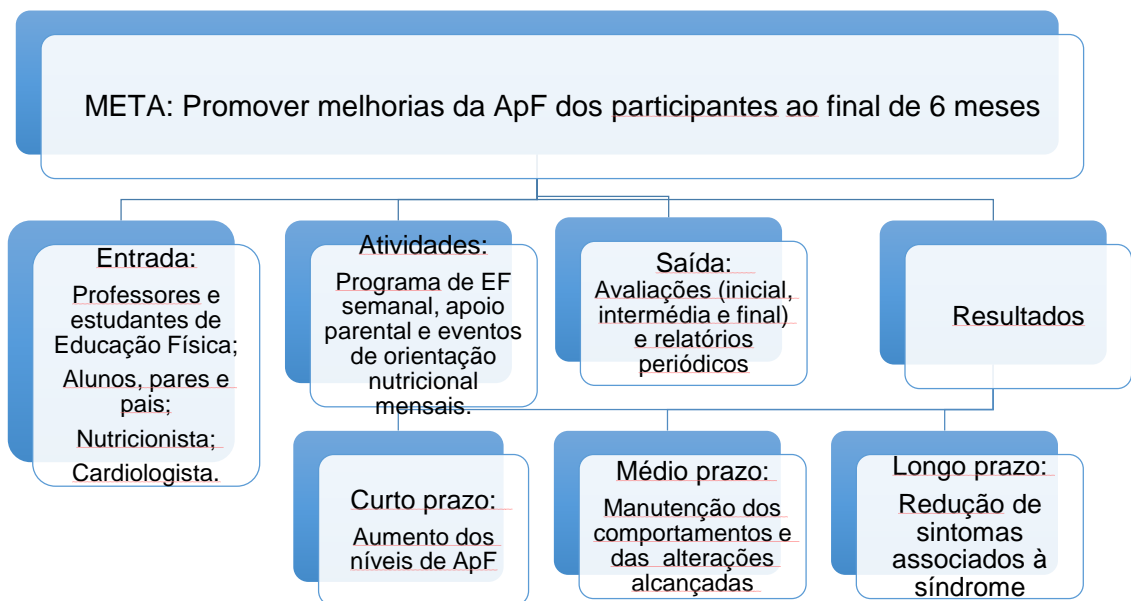 META: Promover melhorias da ApF dos participantes ao final de 6 meses
Entrada:
Professores e
estudantes de
Educação Física;
Alunos, pares e
pais;
Nutricionista;
Cardiologista.
Atividades:
Programa de EF
semanal, apoio
parental e eventos
de orientação
nutricional
mensais.
Saída:
Avaliações (inicial,
intermédia e final)
e relatórios
periódicos
Resultados
Curto prazo:
Aumento dos
níveis de ApF
Médio prazo:
Manutenção dos
comportamentos e
das alterações
alcançadas
Longo prazo:
Redução de
sintomas
associados à
síndrome